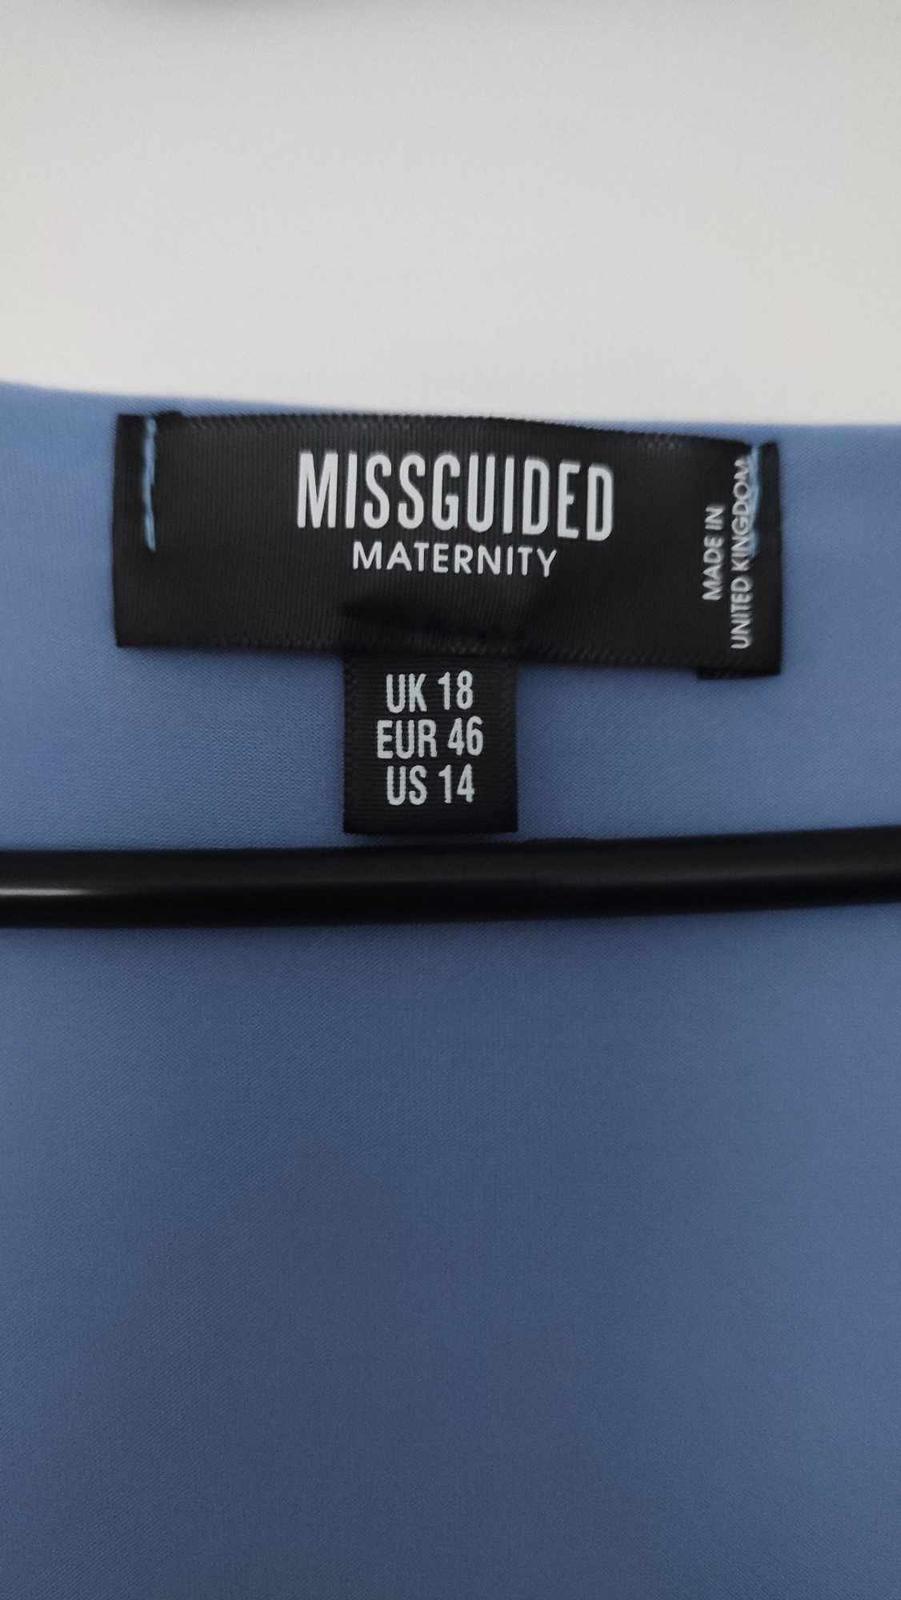 MISSGUIDED
MATERNITY
MADE IN
UNITED KINGDOM
UK 18
EUR 46
US 14